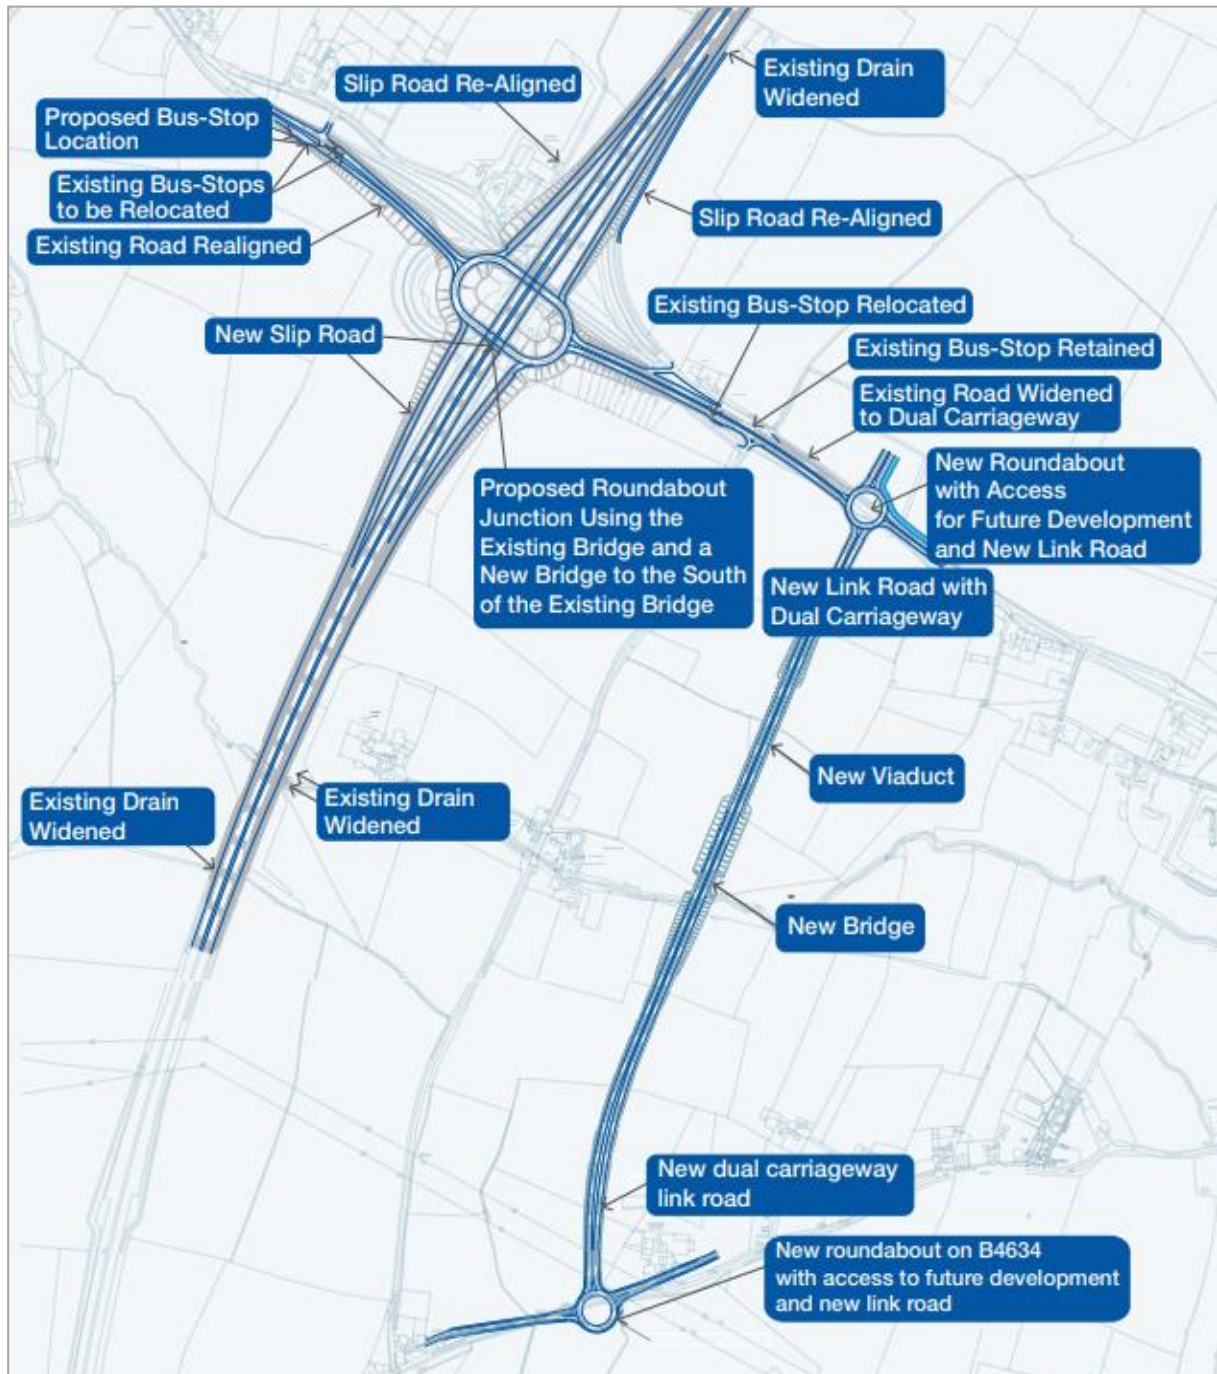 Existing Drain
Widened
Slip Road Re-Aligned
Proposed Bus-Stop
Location
Existing Bus-Stops
to be Relocated
Slip Road Re-Aligned
Existing Road Realigned
Existing Bus-Stop Relocated
New Slip Road
Existing Bus-Stop Retained
Existing Road Widened
to Dual Carriageway
New Roundabout
with Access
for Future Development
and New Link Road
Proposed Roundabout
Junction Using the
Existing Bridge and a
New Bridge to the South
of the Existing Bridge
New Link Road with
Dual Carriageway
New Viaduct
Existing Drain
Widened
Existing Drain
Widened
New Bridge
New dual carriageway
link road
New roundabout on B4634
with access to future development
and new link road